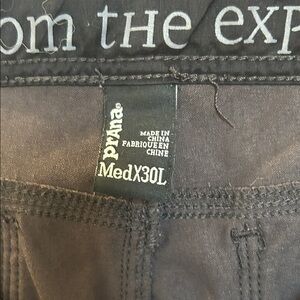 om the exp
prAna
MADE IN
CHINA
FABRIQUE EN
CHINE
MedX30L